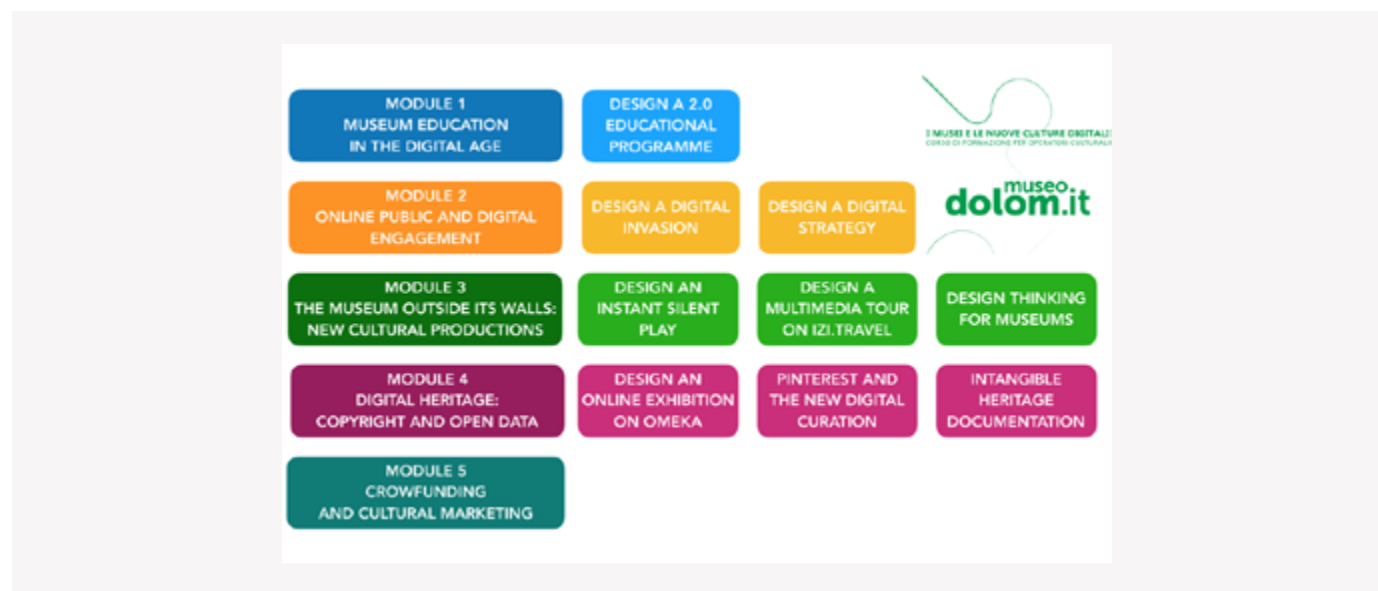 MODULE 1
MUSEUM EDUCATION
IN THE DIGITAL AGE
DESIGN A 2.0
EDUCATIONAL
PROGRAMME
I MUSEI E LE NUOVE CULTURE DIGITALI
CORSO DI FORMAZIONE PER OPERATORI CULTURALI
museo
dolom.it
MODULE 2
ONLINE PUBLIC AND DIGITAL
ENGAGEMENT
DESIGN A DIGITAL
INVASION
DESIGN A DIGITAL
STRATEGY
MODULE 3
THE MUSEUM OUTSIDE ITS WALLS:
NEW CULTURAL PRODUCTIONS
DESIGN AN
INSTANT SILENT
PLAY
DESIGN A
MULTIMEDIA TOUR
ON IZI.TRAVEL
DESIGN THINKING
FOR MUSEUMS
MODULE 4
DIGITAL HERITAGE:
COPYRIGHT AND OPEN DATA
DESIGN AN
ONLINE EXHIBITION
ON OMEKA
PINTEREST AND
THE NEW DIGITAL
CURATION
INTANGIBLE
HERITAGE
DOCUMENTATION
MODULE 5
CROWFUNDING
AND CULTURAL MARKETING